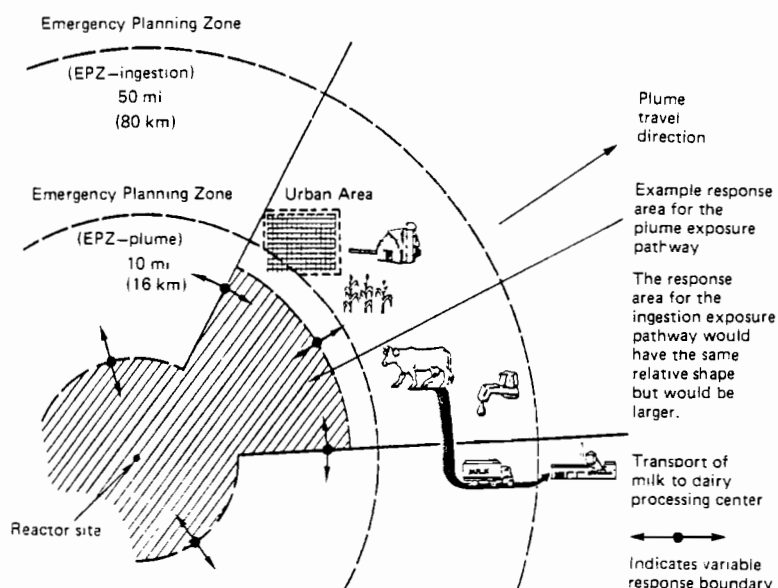 Emergency Planning Zone
(EPZ–ingestion)
50 mi
(80 km)
Emergency Planning Zone
(EPZ–plume)
10 mi
(16 km)
Urban Area
Reactor site
Plume
travel
direction
Example response
area for the
plume exposure
pathway
The response
area for the
ingestion exposure
pathway would
have the same
relative shape
but would be
larger.
Transport of
milk to dairy
processing center
Indicates variable
response boundary